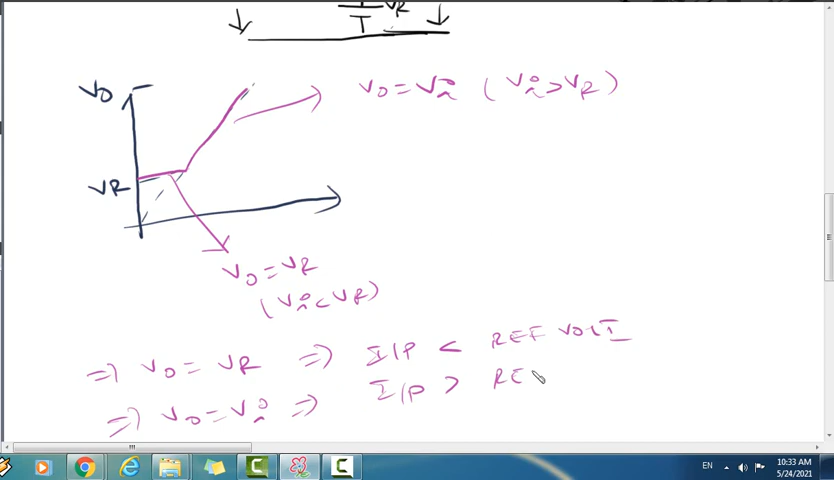 T VR
VO
VO = Vi (Vi > VR)
VR
VO = VR
(Vi < VR)
=> VO = VR => I/P < REF VOLT
=> VO = Vi => I/P > RE
EN
10:33 AM
5/24/2021